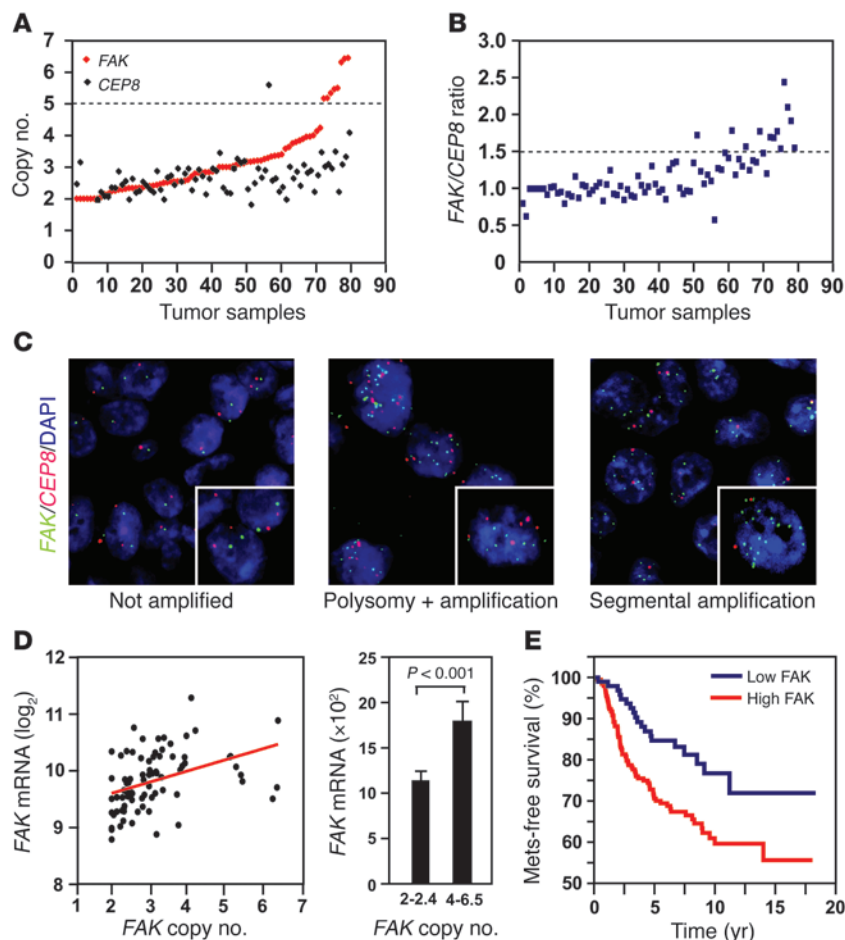 A
FAK
CEP8
Copy no.
7
6
5
4
3
2
1
0
0 10 20 30 40 50 60 70 80 90
Tumor samples
B
FAK/CEP8 ratio
3.0
2.5
2.0
1.5
1.0
0.5
0
0 10 20 30 40 50 60 70 80 90
Tumor samples
C
FAK/CEP8/DAPI
Not amplified
Polysomy + amplification
Segmental amplification
D
FAK mRNA (log2)
12
11
10
9
8
1 2 3 4 5 6 7
FAK copy no.
FAK mRNA (×10²)
25
20
15
10
5
0
P < 0.001
2-2.4 4-6.5
FAK copy no.
E
Mets-free survival (%)
100
90
80
70
60
50
Low FAK
High FAK
0 5 10 15 20
Time (yr)